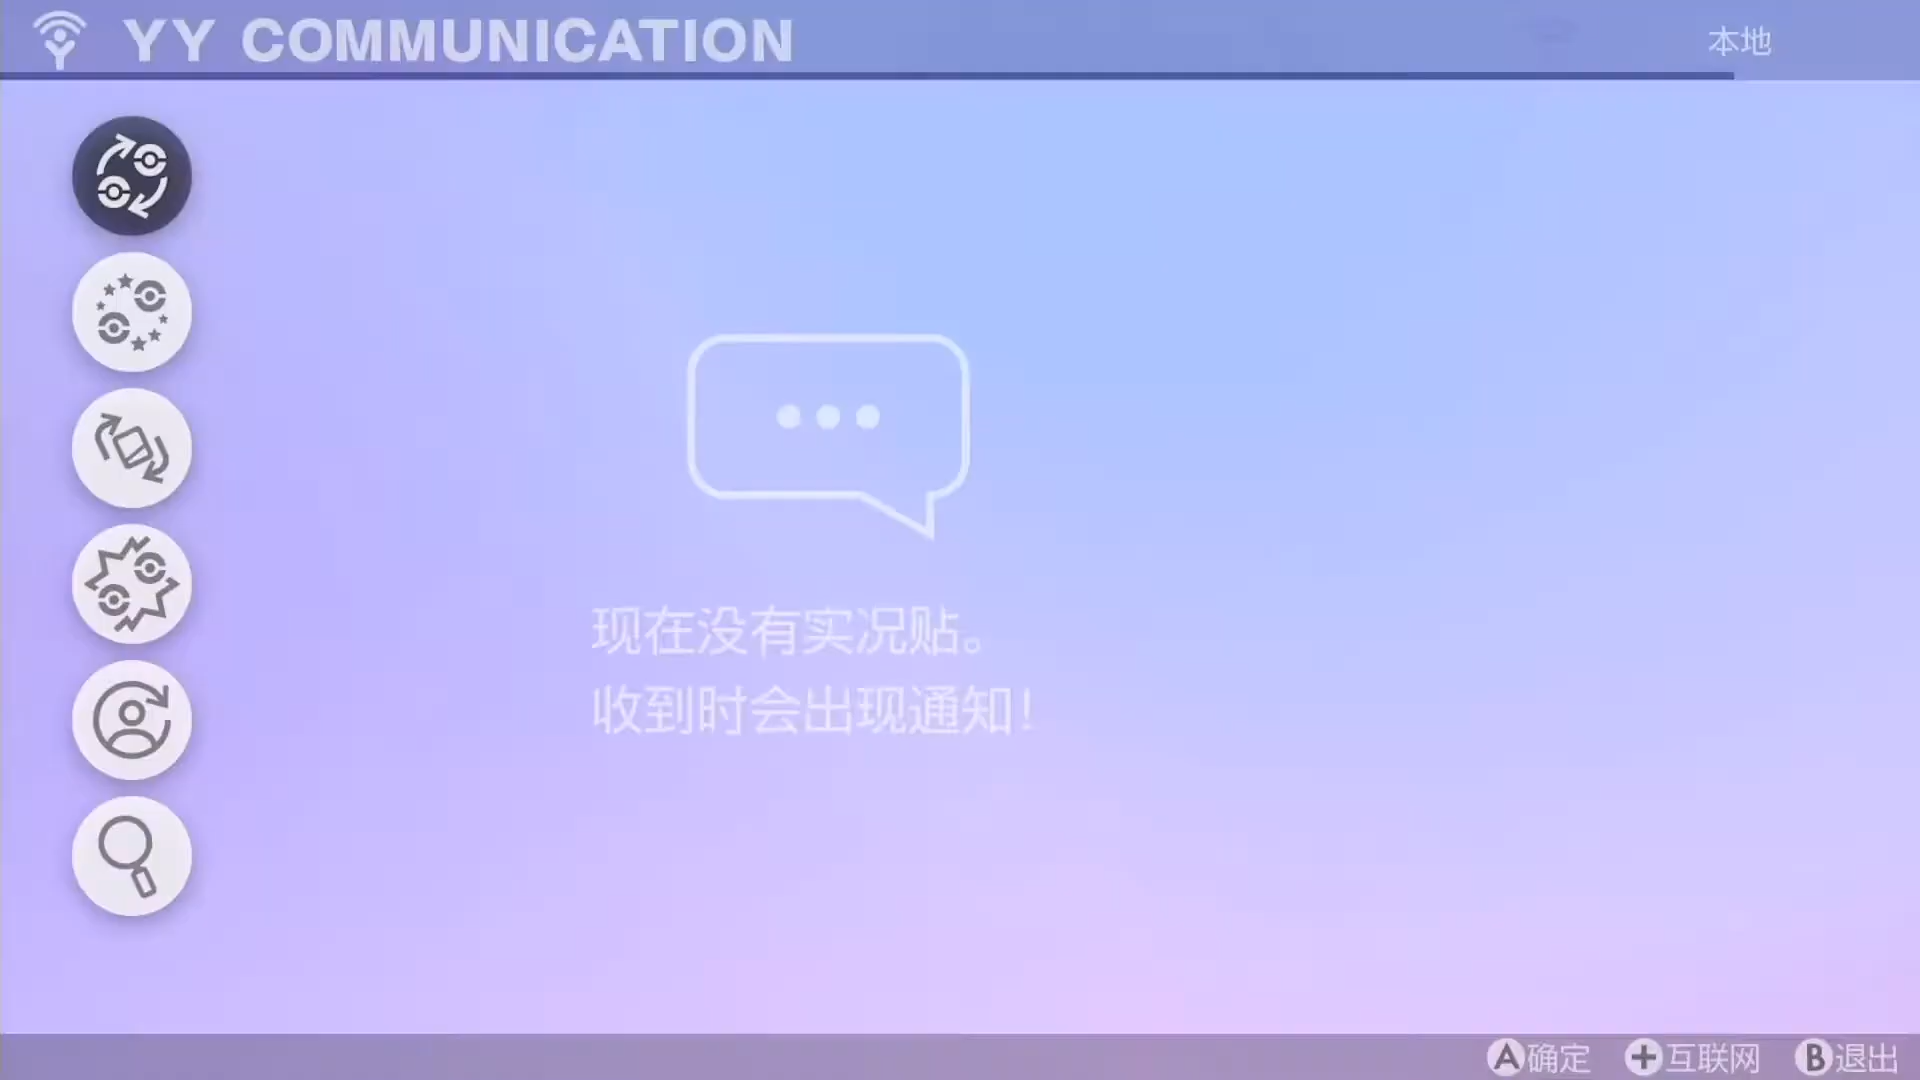 YY COMMUNICATION
本地
现在没有实况贴。
收到时会出现通知！
A确定 +互联网 B退出